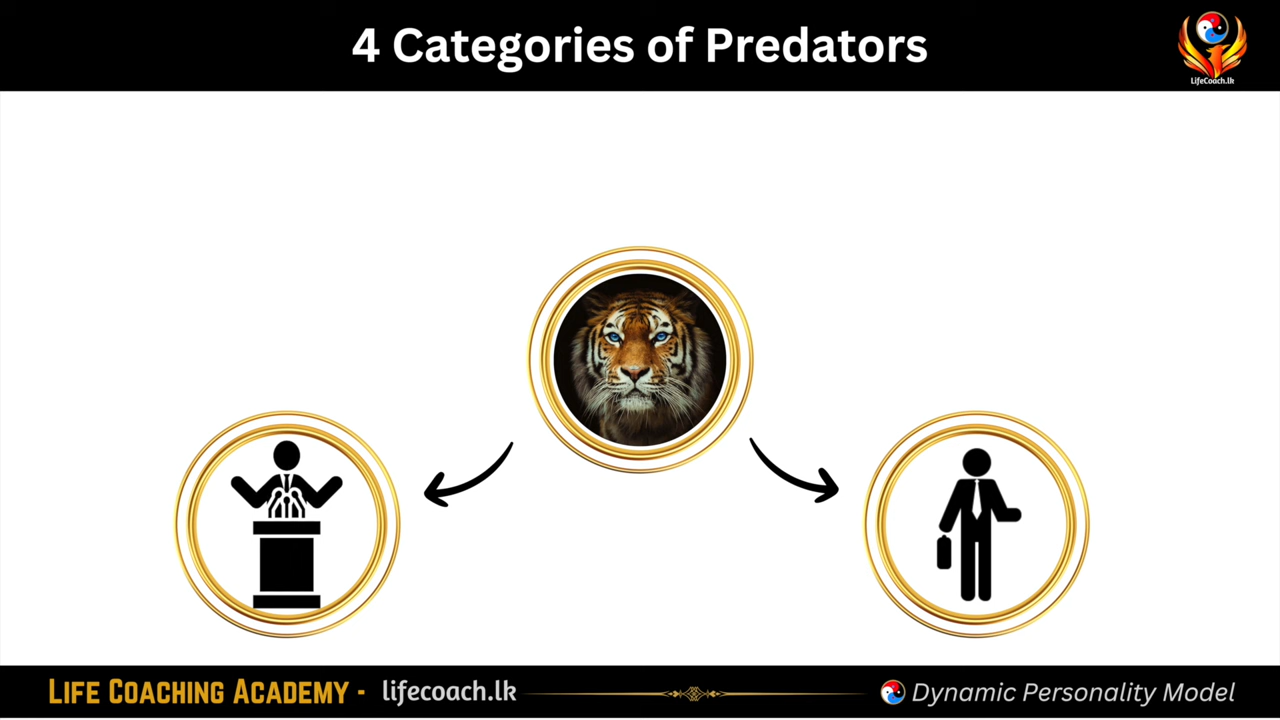 4 Categories of Predators
LifeCoach.lk
LIFE COACHING ACADEMY - lifecoach.lk
Dynamic Personality Model